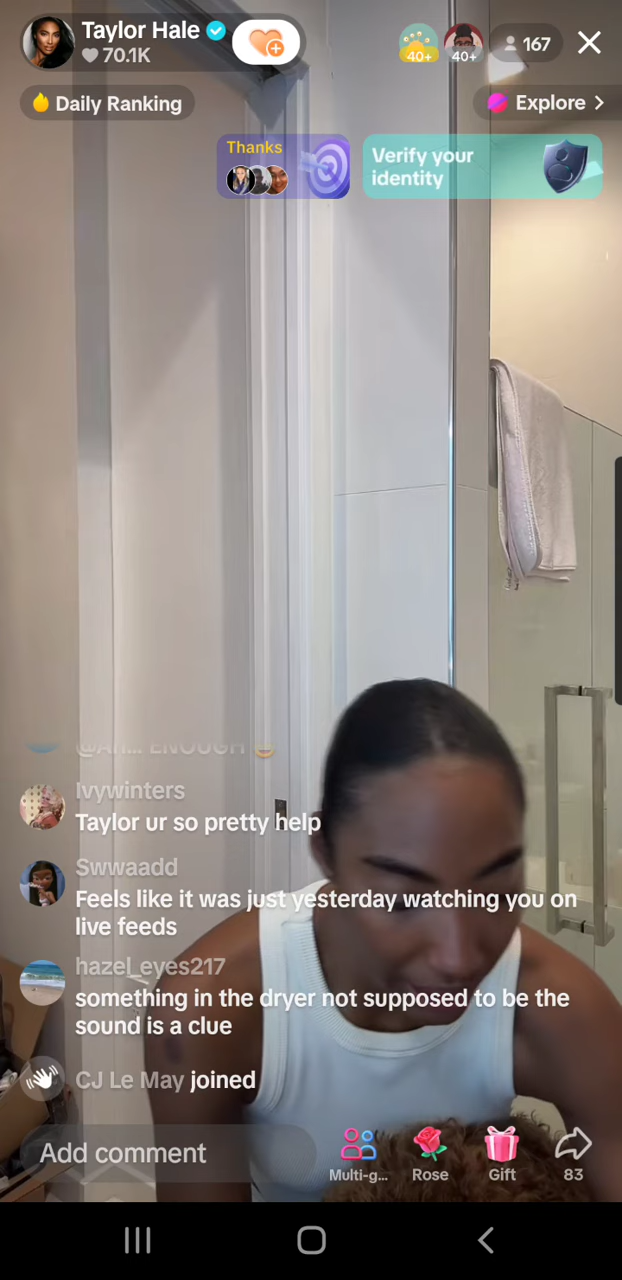 Taylor Hale
70.1K
40+
40+
167
Daily Ranking
Explore
Thanks
Verify your
identity
ENOUGH
Ivywinters
Taylor ur so pretty help
Swwaadd
Feels like it was just yesterday watching you on
live feeds
hazel_eyes217
something in the dryer not supposed to be the
sound is a clue
CJ Le May joined
Add comment
Multi-g...
Rose
Gift
83